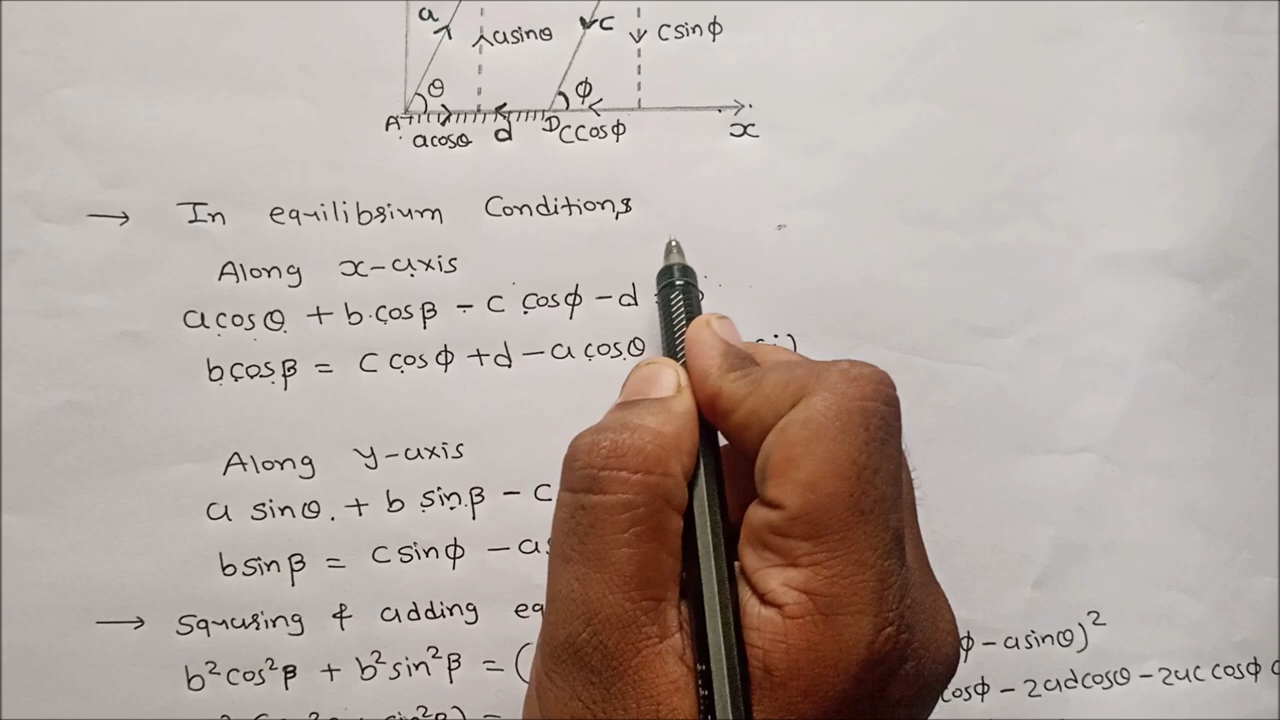 a
asinθ
c
csinφ
θ
φ
A
acosθ
d
D
ccosφ
x
→ In equilibrium Conditions
Along x-axis
acosθ + b.cosβ - c cosφ - d
bcosβ = c cosφ + d - a cosθ
Along y-axis
a sinθ. + b sinβ - c
bsinβ = csinφ -
→ Squaring & adding
b²cos²β + b²sin²β = ( φ - asinθ)²
cosφ - 2adcosθ - 2ac cosφ